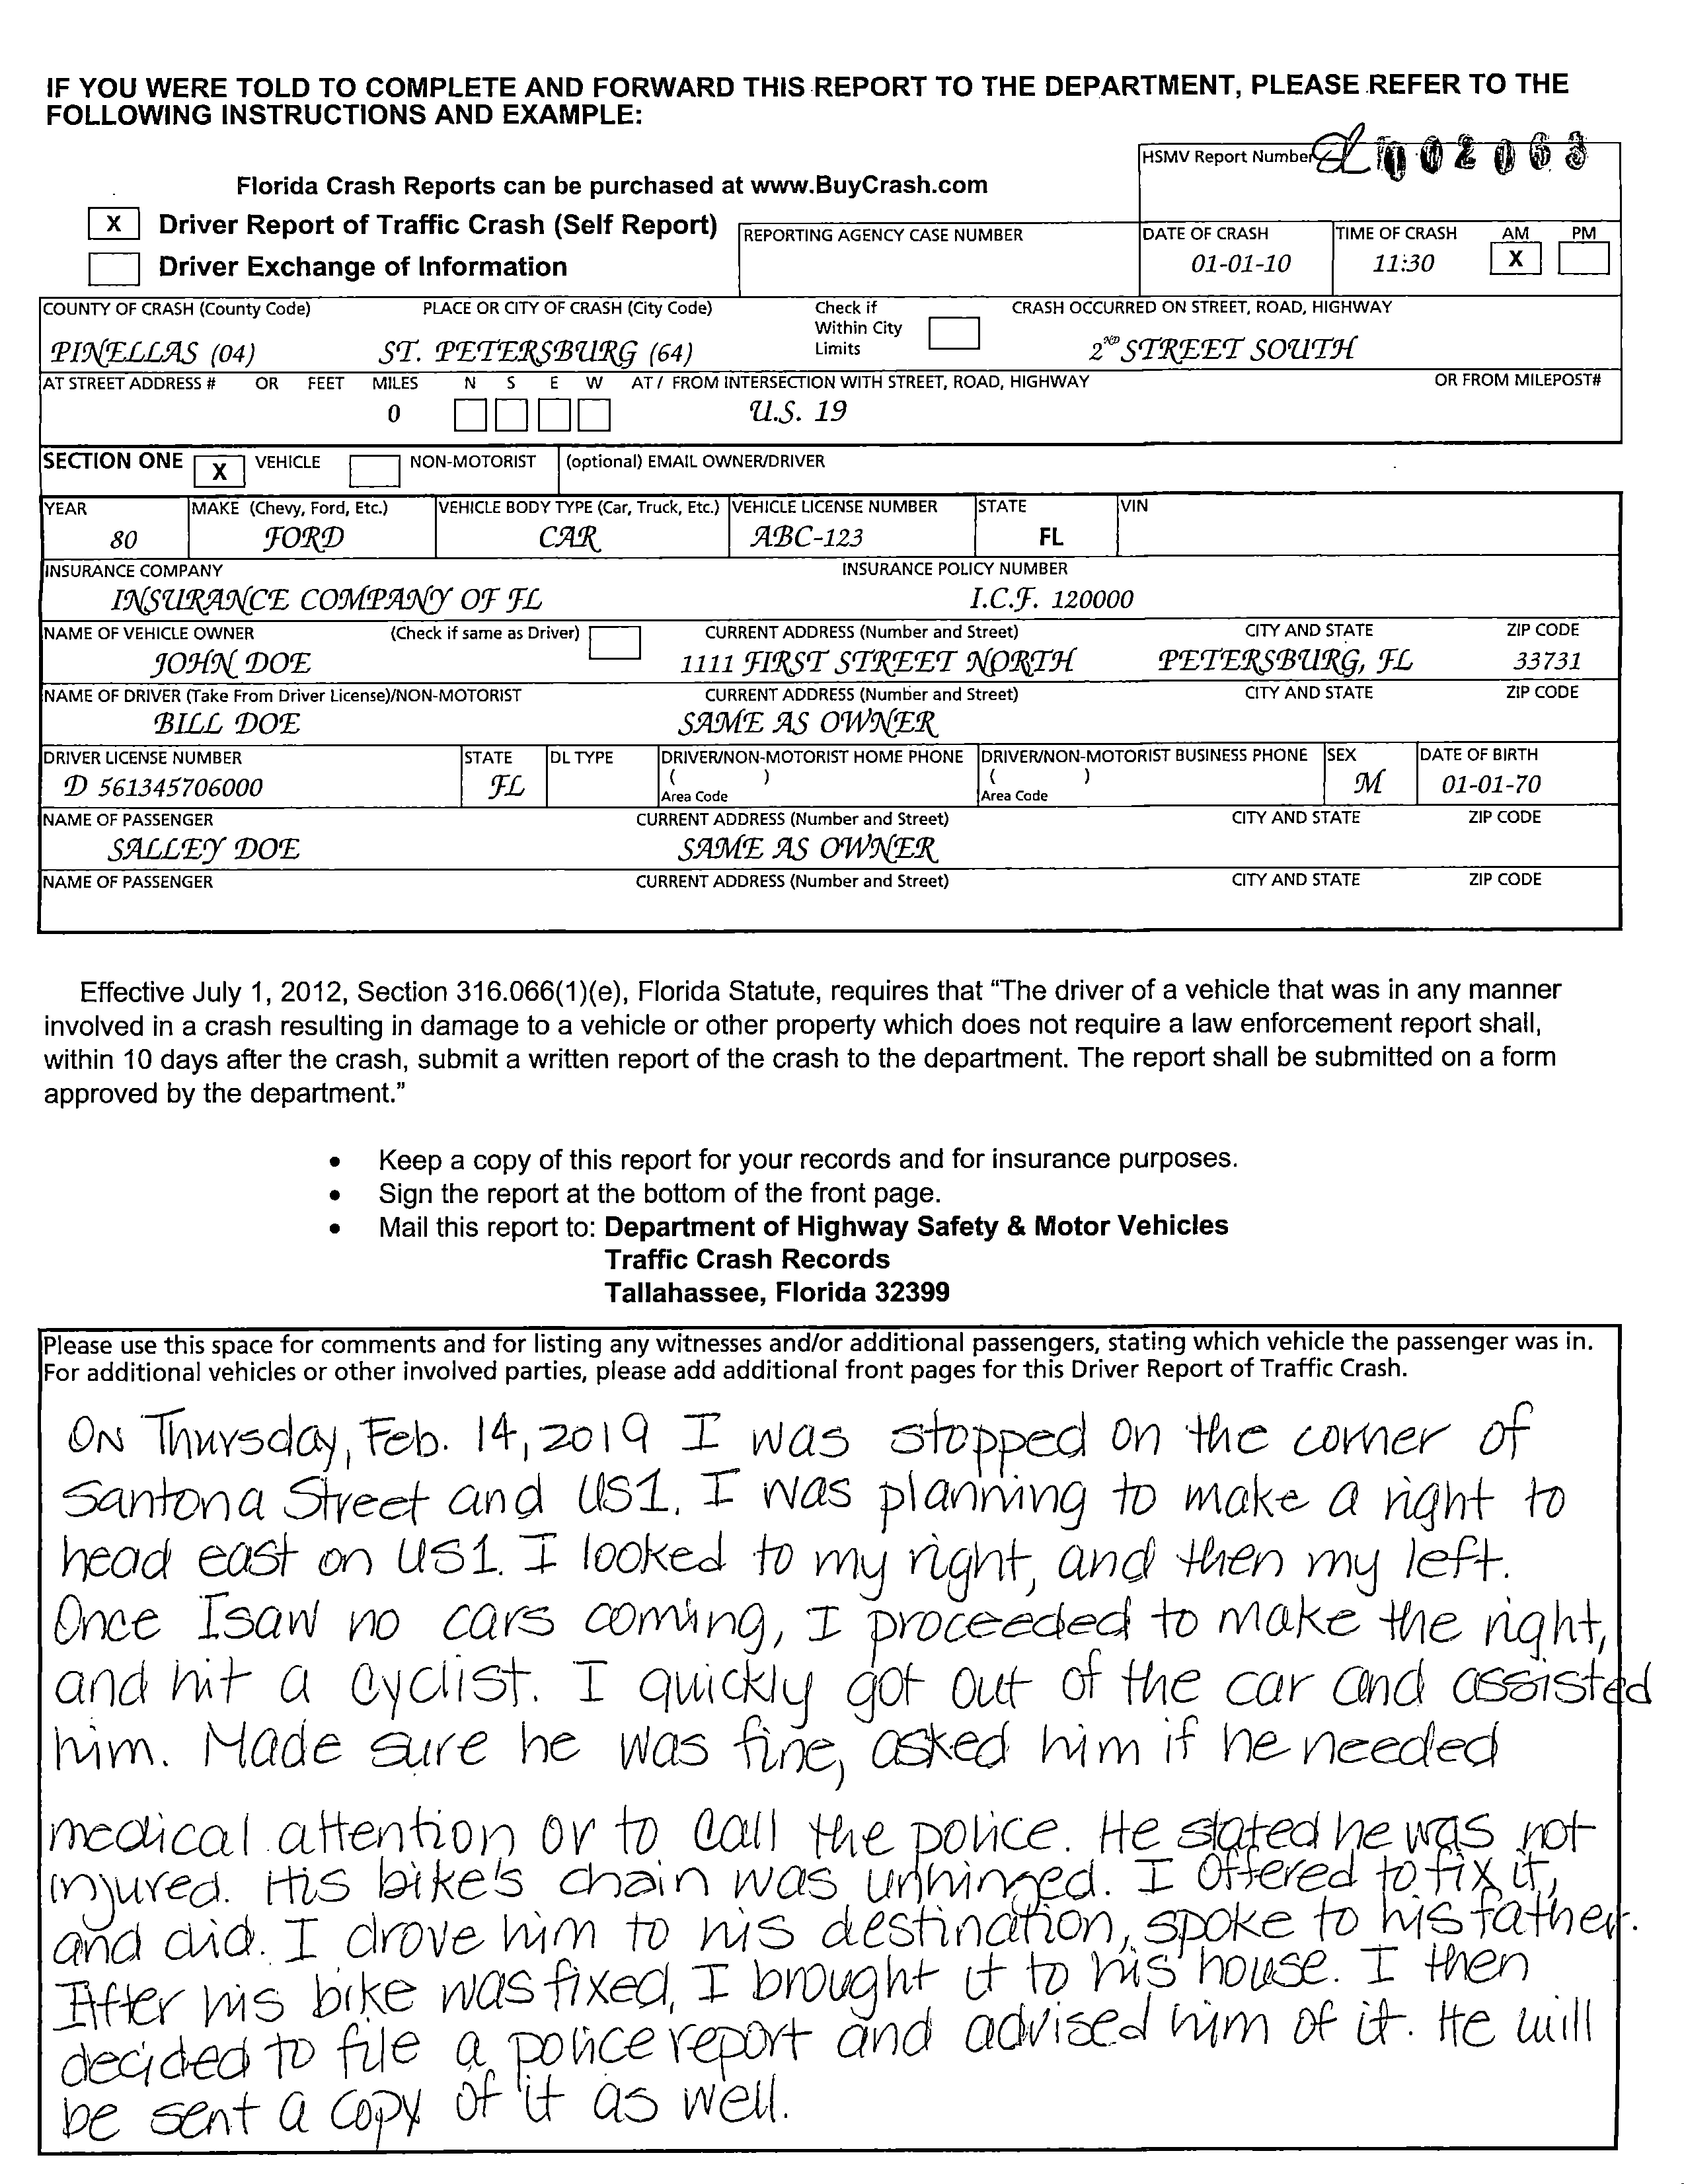 IF YOU WERE TOLD TO COMPLETE AND FORWARD THIS REPORT TO THE DEPARTMENT, PLEASE REFER TO THE
FOLLOWING INSTRUCTIONS AND EXAMPLE:
HSMV Report Number 002063
Florida Crash Reports can be purchased at www.BuyCrash.com
X Driver Report of Traffic Crash (Self Report)
Driver Exchange of Information
REPORTING AGENCY CASE NUMBER
DATE OF CRASH TIME OF CRASH AM PM
01-01-10 11:30 X
COUNTY OF CRASH (County Code) PLACE OR CITY OF CRASH (City Code) Check if Within City Limits CRASH OCCURRED ON STREET, ROAD, HIGHWAY
PINELLAS (04) ST. PETERSBURG (64) 2ND STREET SOUTH
AT STREET ADDRESS # OR FEET MILES N S E W AT / FROM INTERSECTION WITH STREET, ROAD, HIGHWAY OR FROM MILEPOST#
0 U.S. 19
SECTION ONE X VEHICLE NON-MOTORIST (optional) EMAIL OWNER/DRIVER
YEAR MAKE (Chevy, Ford, Etc.) VEHICLE BODY TYPE (Car, Truck, Etc.) VEHICLE LICENSE NUMBER STATE VIN
80 FORD CAR ABC-123 FL
INSURANCE COMPANY INSURANCE POLICY NUMBER
INSURANCE COMPANY OF FL I.C.F. 120000
NAME OF VEHICLE OWNER (Check if same as Driver) CURRENT ADDRESS (Number and Street) CITY AND STATE ZIP CODE
JOHN DOE 1111 FIRST STREET NORTH PETERSBURG, FL 33731
NAME OF DRIVER (Take From Driver License)/NON-MOTORIST CURRENT ADDRESS (Number and Street) CITY AND STATE ZIP CODE
BILL DOE SAME AS OWNER
DRIVER LICENSE NUMBER STATE DL TYPE DRIVER/NON-MOTORIST HOME PHONE DRIVER/NON-MOTORIST BUSINESS PHONE SEX DATE OF BIRTH
D 561345706000 FL ( ) ( ) M 01-01-70
Area Code Area Code
NAME OF PASSENGER CURRENT ADDRESS (Number and Street) CITY AND STATE ZIP CODE
SALLEY DOE SAME AS OWNER
NAME OF PASSENGER CURRENT ADDRESS (Number and Street) CITY AND STATE ZIP CODE
Effective July 1, 2012, Section 316.066(1)(e), Florida Statute, requires that “The driver of a vehicle that was in any manner
involved in a crash resulting in damage to a vehicle or other property which does not require a law enforcement report shall,
within 10 days after the crash, submit a written report of the crash to the department. The report shall be submitted on a form
approved by the department.”
• Keep a copy of this report for your records and for insurance purposes.
• Sign the report at the bottom of the front page.
• Mail this report to: Department of Highway Safety & Motor Vehicles
Traffic Crash Records
Tallahassee, Florida 32399
Please use this space for comments and for listing any witnesses and/or additional passengers, stating which vehicle the passenger was in.
For additional vehicles or other involved parties, please add additional front pages for this Driver Report of Traffic Crash.
On Thursday, Feb. 14, 2019 I was stopped on the corner of
Santona Street and US1. I was planning to make a right to
head east on US1. I looked to my right, and then my left.
Once I saw no cars coming, I proceeded to make the right,
and hit a cyclist. I quickly got out of the car and assisted
him. Made sure he was fine, asked him if he needed
medical attention or to call the police. He stated he was not
injured. His bike's chain was unhinged. I offered to fix it,
and did. I drove him to his destination, spoke to his father.
After his bike was fixed, I brought it to his house. I then
decided to file a police report and advised him of it. He will
be sent a copy of it as well.